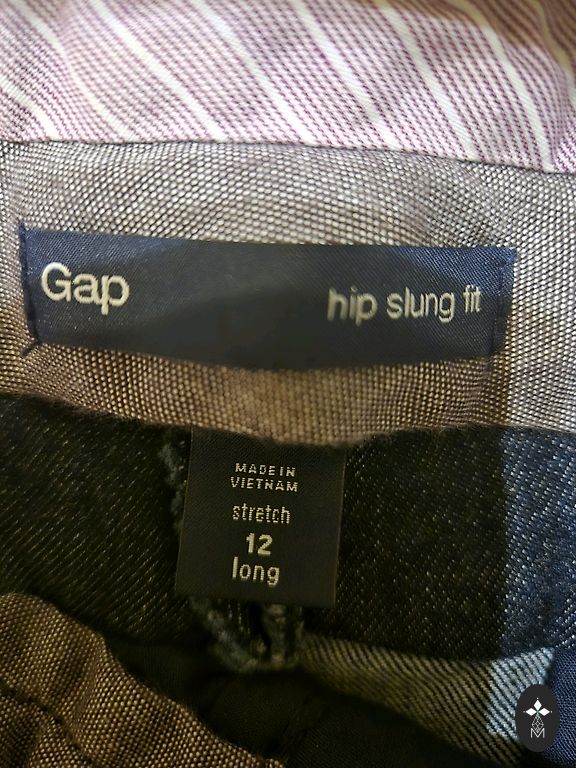 Gap
hip slung fit
MADE IN
VIETNAM
stretch
12
long
M